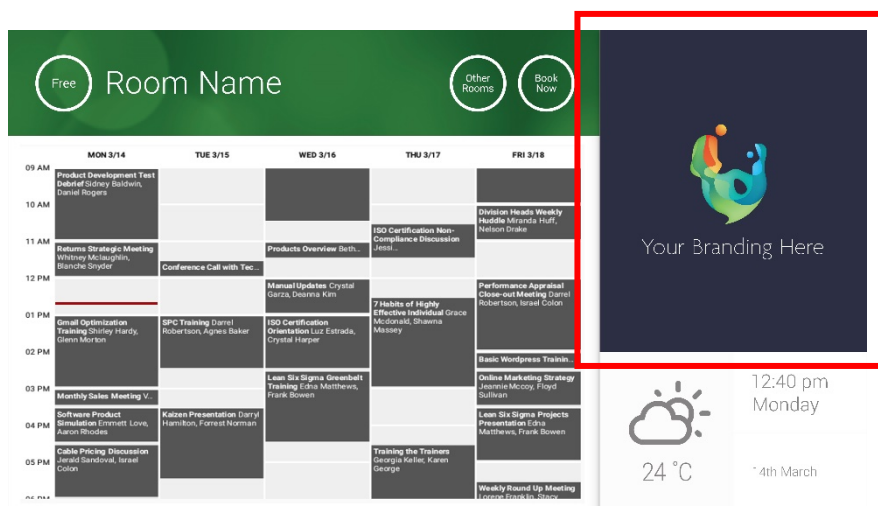 Free
Room Name
Other
Rooms
Book
Now
MON 3/14
TUE 3/15
WED 3/16
THU 3/17
FRI 3/18
09 AM
10 AM
11 AM
12 PM
01 PM
02 PM
03 PM
04 PM
05 PM
06 PM
Product Development Test
Debrief Sidney Baldwin,
Daniel Rogers
Returns Strategic Meeting
Whitney Mclaughlin,
Blanche Snyder
Gmail Optimization
Training Shirley Hardy,
Glenn Morton
Monthly Sales Meeting V...
Software Product
Simulation Emmett Love,
Aaron Rhodes
Cable Pricing Discussion
Jerald Sandoval, Israel
Colon
Conference Call with Tec...
SPC Training Darrel
Robertson, Agnes Baker
Kaizen Presentation Darryl
Hamilton, Forrest Norman
Products Overview Beth...
Manual Updates Crystal
Garza, Deanna Kim
ISO Certification
Orientation Luz Estrada,
Crystal Harper
Lean Six Sigma Greenbelt
Training Edna Matthews,
Frank Bowen
ISO Certification Non-
Compliance Discussion
Jessi...
7 Habits of Highly
Effective Individual Grace
Mcdonald, Shawna
Massey
Training the Trainers
Georgia Keller, Karen
George
Division Heads Weekly
Huddle Miranda Huff,
Nelson Drake
Performance Appraisal
Close-out Meeting Darrel
Robertson, Israel Colon
Basic Wordpress Trainin...
Online Marketing Strategy
Jeannie Mccoy, Floyd
Sullivan
Lean Six Sigma Projects
Presentation Edna
Matthews, Frank Bowen
Weekly Round Up Meeting
Lorene Franklin, Stacy
Your Branding Here
12:40 pm
Monday
24 °C
14th March